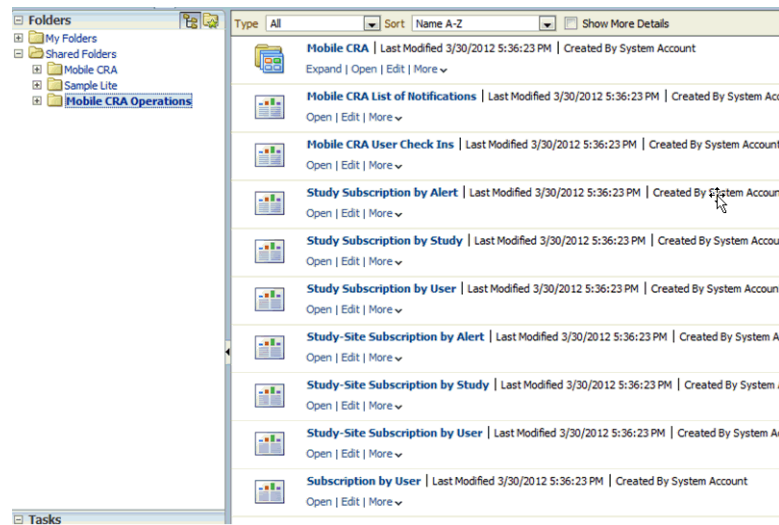 Folders
My Folders
Shared Folders
Mobile CRA
Sample Lite
Mobile CRA Operations
Tasks
Type All Sort Name A-Z Show More Details
Mobile CRA | Last Modified 3/30/2012 5:36:23 PM | Created By System Account
Expand | Open | Edit | More
Mobile CRA List of Notifications | Last Modified 3/30/2012 5:36:23 PM | Created By System Acc
Open | Edit | More
Mobile CRA User Check Ins | Last Modified 3/30/2012 5:36:23 PM | Created By System Account
Open | Edit | More
Study Subscription by Alert | Last Modified 3/30/2012 5:36:23 PM | Created By System Accoun
Open | Edit | More
Study Subscription by Study | Last Modified 3/30/2012 5:36:23 PM | Created By System Accou
Open | Edit | More
Study Subscription by User | Last Modified 3/30/2012 5:36:23 PM | Created By System Accoun
Open | Edit | More
Study-Site Subscription by Alert | Last Modified 3/30/2012 5:36:23 PM | Created By System A
Open | Edit | More
Study-Site Subscription by Study | Last Modified 3/30/2012 5:36:23 PM | Created By System
Open | Edit | More
Study-Site Subscription by User | Last Modified 3/30/2012 5:36:23 PM | Created By System A
Open | Edit | More
Subscription by User | Last Modified 3/30/2012 5:36:23 PM | Created By System Account
Open | Edit | More